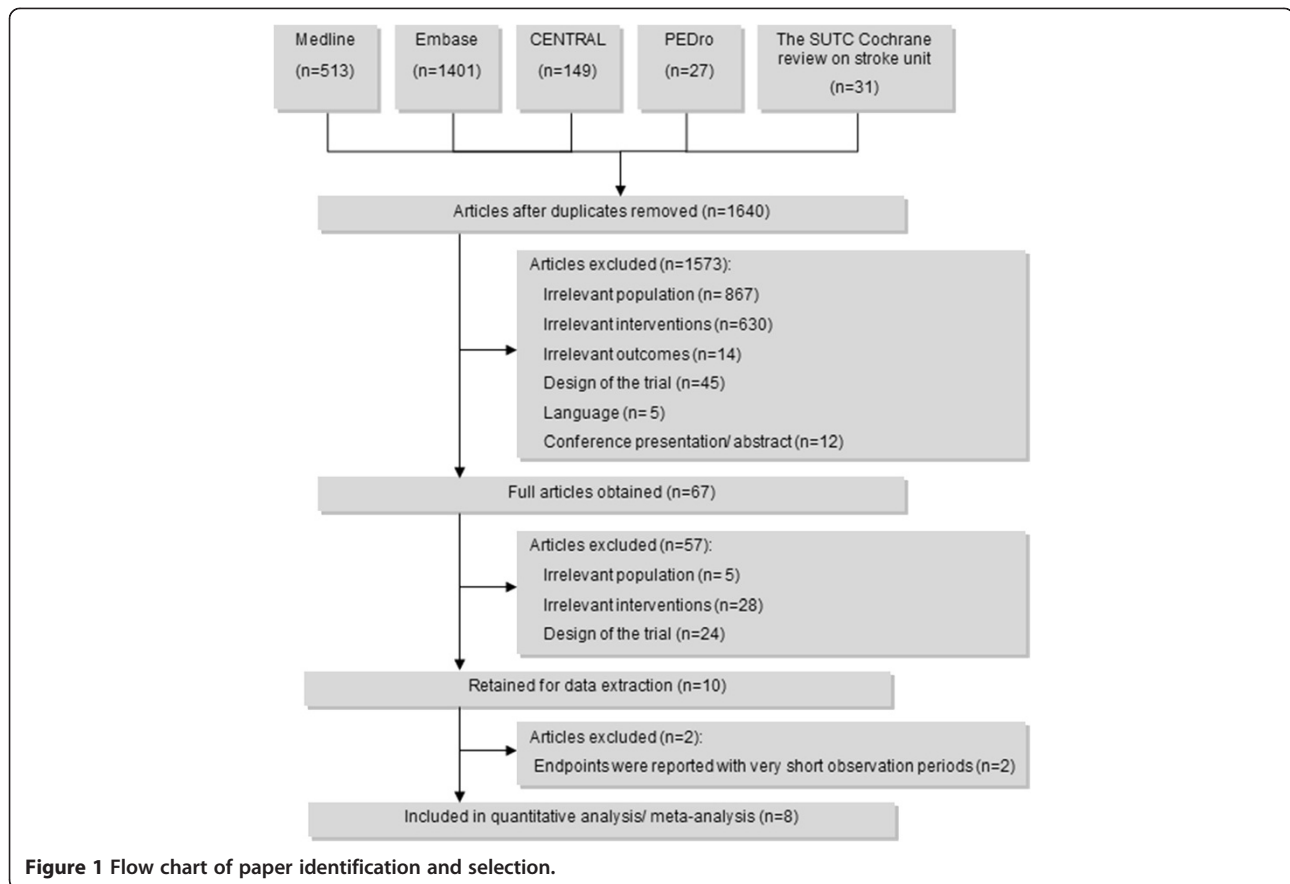 Medline
(n=513)
Embase
(n=1401)
CENTRAL
(n=149)
PEDro
(n=27)
The SUTC Cochrane
review on stroke unit
(n=31)
Articles after duplicates removed (n=1640)
Articles excluded (n=1573):
Irrelevant population (n= 867)
Irrelevant interventions (n=630)
Irrelevant outcomes (n=14)
Design of the trial (n=45)
Language (n= 5)
Conference presentation/ abstract (n=12)
Full articles obtained (n=67)
Articles excluded (n=57):
Irrelevant population (n= 5)
Irrelevant interventions (n=28)
Design of the trial (n=24)
Retained for data extraction (n=10)
Articles excluded (n=2):
Endpoints were reported with very short observation periods (n=2)
Included in quantitative analysis/ meta-analysis (n=8)
Figure 1 Flow chart of paper identification and selection.